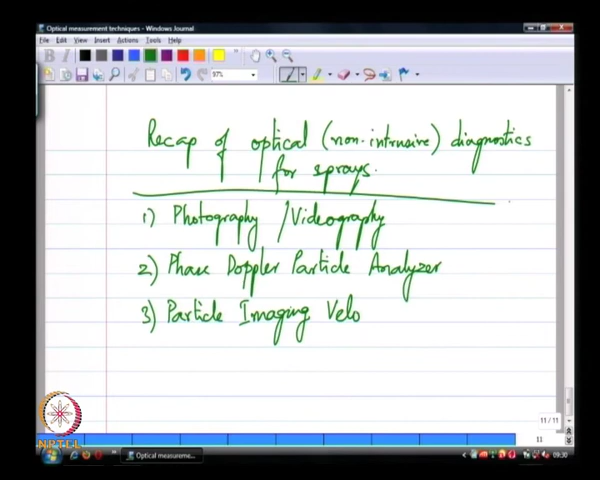 Optical measurement techniques - Windows Journal
File Edit View Insert Actions Tools Help
97%
Recap of optical (non-intrusive) diagnostics
for sprays.
1) Photography / Videography
2) Phase Doppler Particle Analyzer
3) Particle Imaging Velo
11 / 11
11
NPTEL
Optical measureme...
09:30